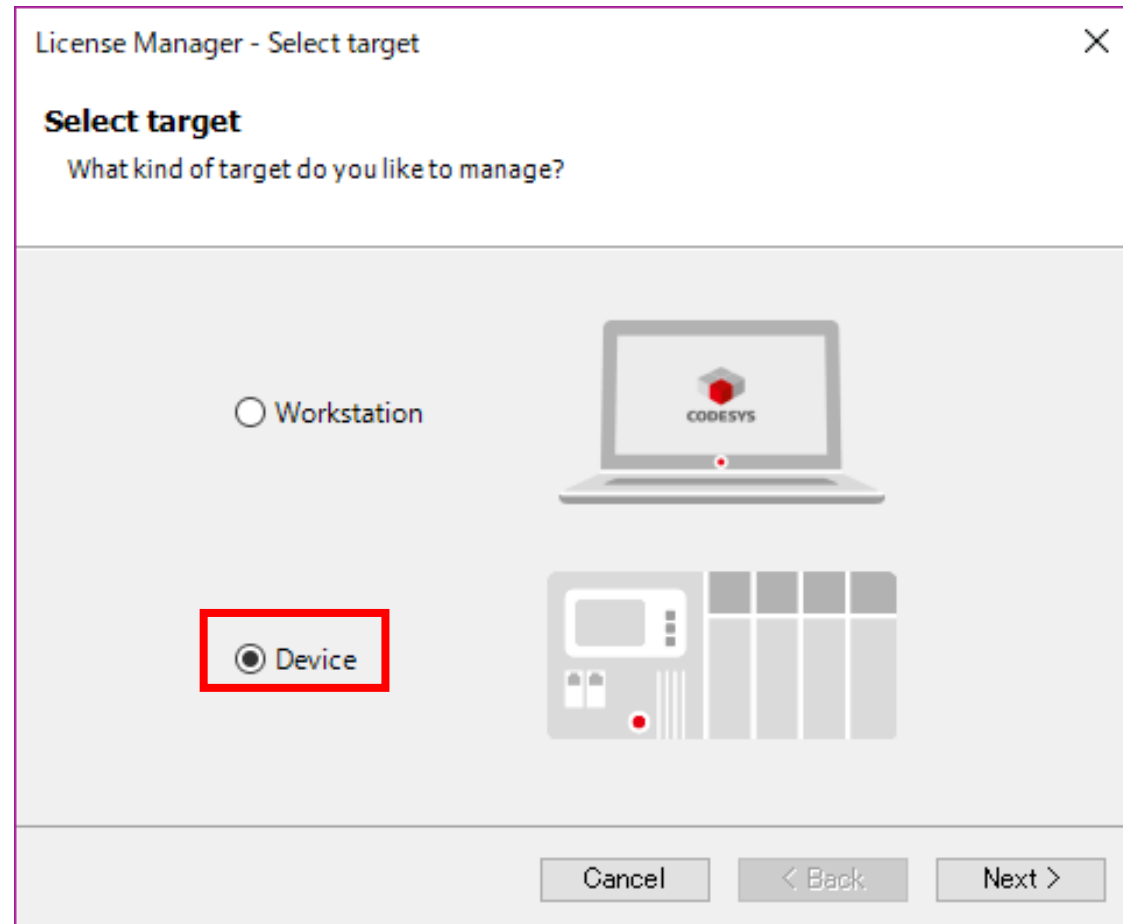 License Manager - Select target
Select target
What kind of target do you like to manage?
Workstation
CODESYS
Device
Cancel
< Back
Next >